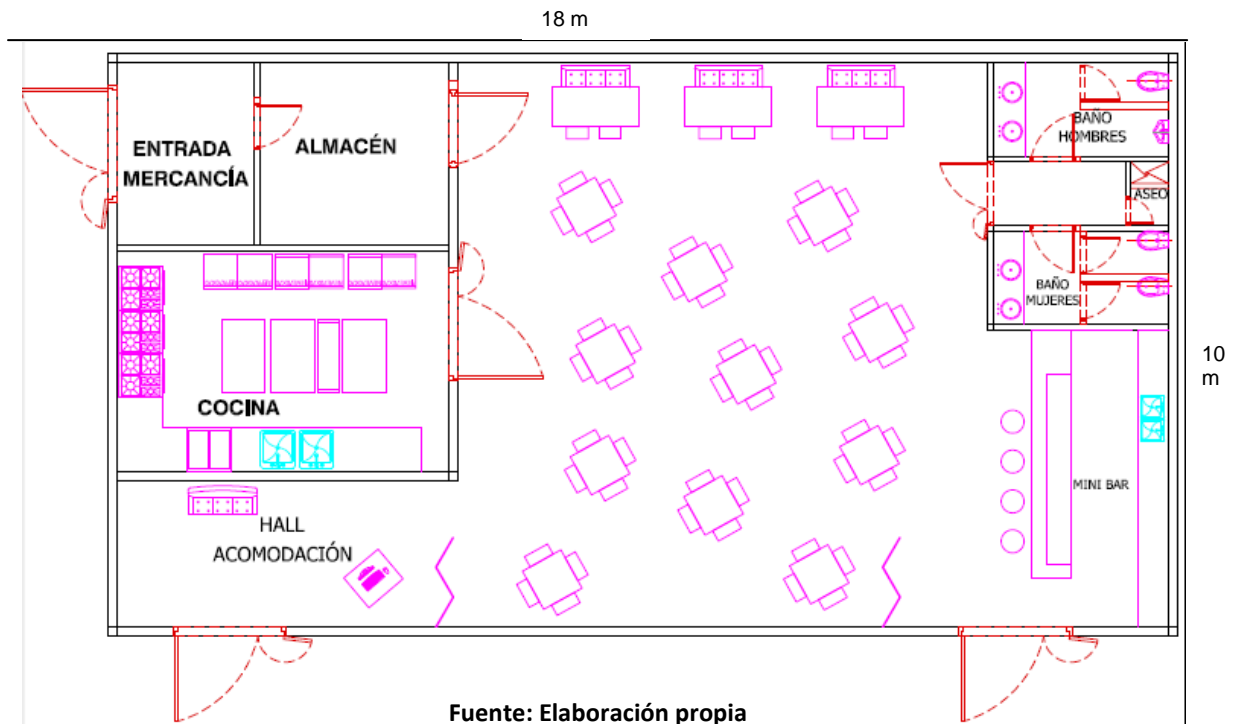 18 m
ENTRADA
MERCANCÍA
ALMACÉN
BAÑO
HOMBRES
ASEO
BAÑO
MUJERES
10
m
COCINA
MINI BAR
HALL
ACOMODACIÓN
Fuente: Elaboración propia